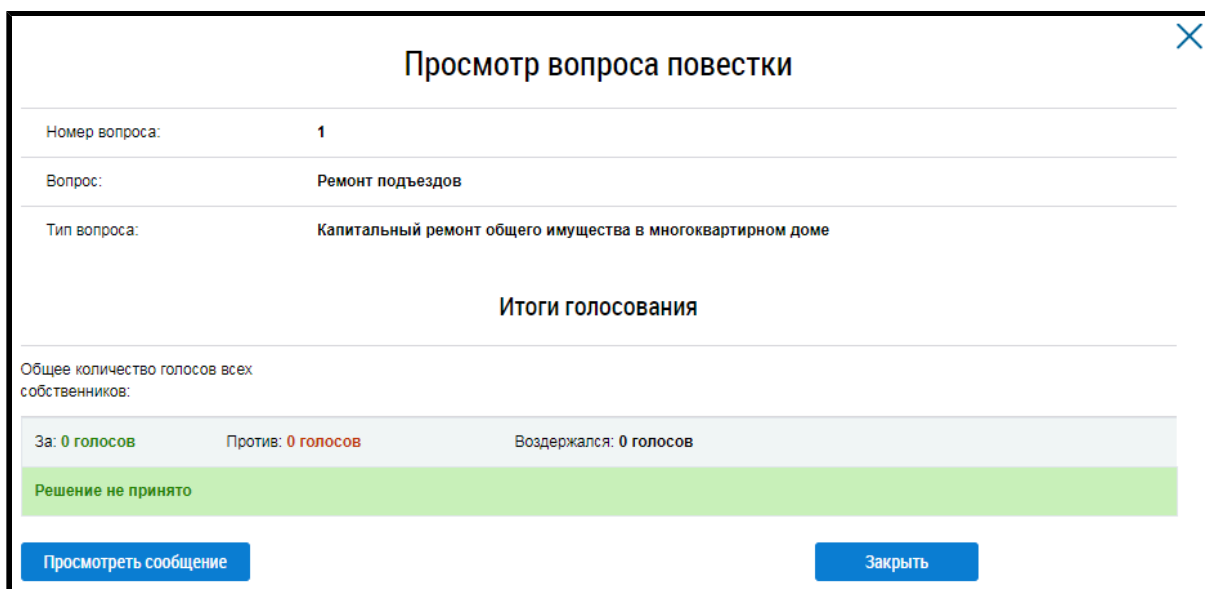 Просмотр вопроса повестки
Номер вопроса: 1
Вопрос: Ремонт подъездов
Тип вопроса: Капитальный ремонт общего имущества в многоквартирном доме
Итоги голосования
Общее количество голосов всех
собственников:
За: 0 голосов Против: 0 голосов Воздержался: 0 голосов
Решение не принято
Просмотреть сообщение Закрыть